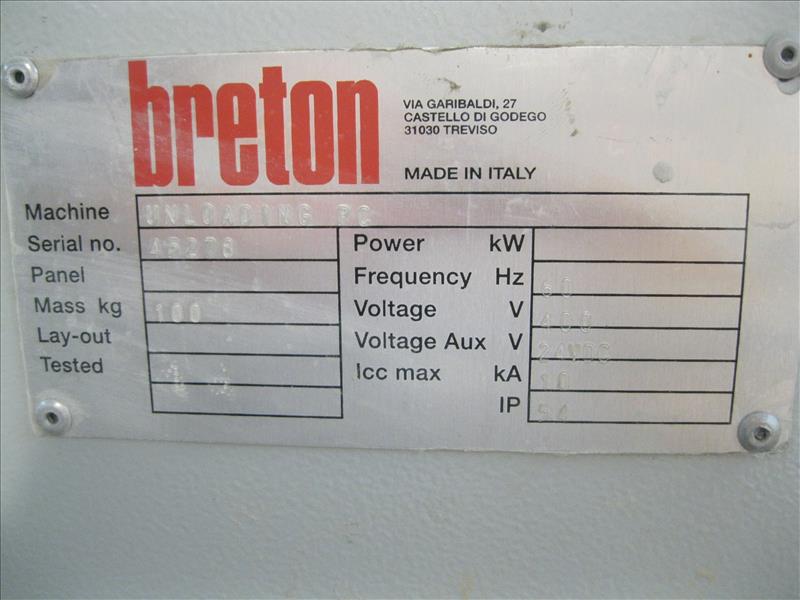 breton
VIA GARIBALDI, 27
CASTELLO DI GODEGO
31030 TREVISO
MADE IN ITALY
Machine UNLOADING PC
Serial no.
Panel
Mass kg 100
Lay-out
Tested
Power kW
Frequency Hz 60
Voltage V 400
Voltage Aux V 24VDC
Icc max kA 10
IP 54